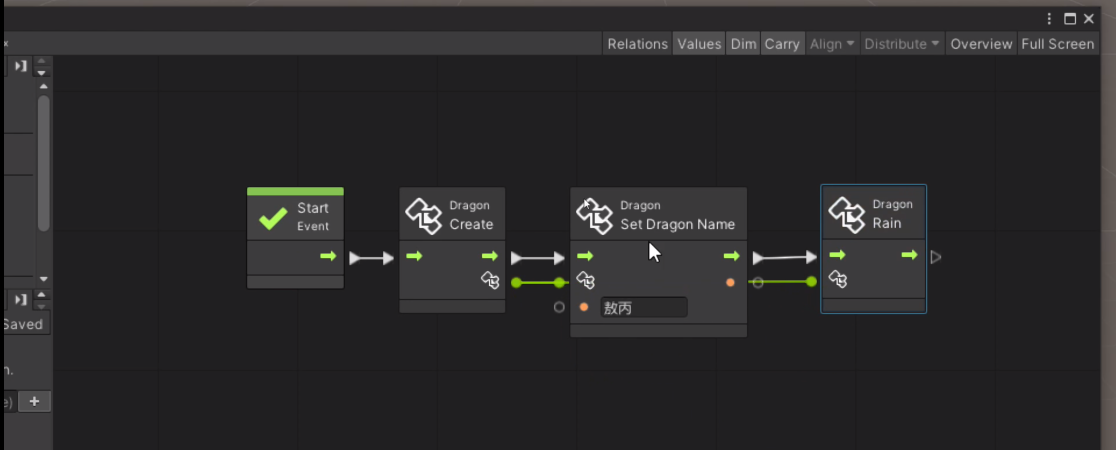 Relations Values Dim Carry Align Distribute Overview Full Screen
Start
Event
Dragon
Create
Dragon
Set Dragon Name
敖丙
Dragon
Rain
Saved
n.
e) +